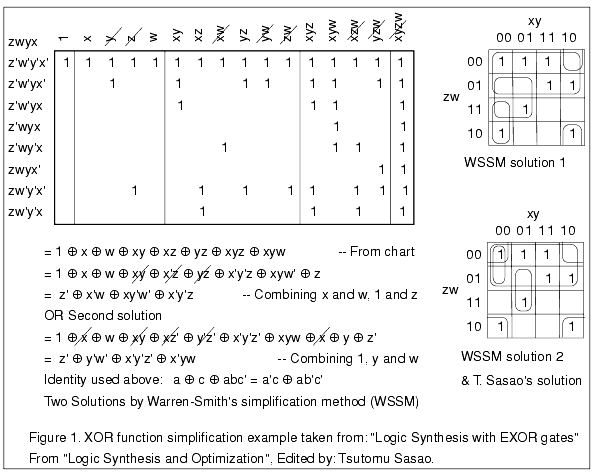 zwyx 1 x y z w xy xz xw yz yw zw xyz xyw xzw yzw xyzw
z'w'y'x' 1 1 1 1 1 1 1 1 1 1 1 1 1 1 1 1
z'w'yx' 1 1 1 1 1 1
z'w'yx 1 1 1 1
z'wyx 1 1
z'wy'x 1 1 1 1
zwyx' 1 1
zw'y'x' 1 1 1 1 1 1 1 1
zw'y'x 1 1 1 1
xy
00 01 11 10
00 1 1 1
01 1 1
zw
11 1
10 1 1
WSSM solution 1
xy
00 01 11 10
00 1 1 1
01 1 1
zw
11 1
10 1 1
WSSM solution 2
& T. Sasao's solution
= 1 ⊕ x ⊕ w ⊕ xy ⊕ xz ⊕ yz ⊕ xyz ⊕ xyw -- From chart
= 1 ⊕ x ⊕ w ⊕ xy ⊕ x'z ⊕ yz ⊕ x'y'z ⊕ xyw' ⊕ z
= z' ⊕ x'w ⊕ xy'w' ⊕ x'y'z -- Combining x and w, 1 and z
OR Second solution
= 1 ⊕ x ⊕ w ⊕ xy ⊕ xz' ⊕ y'z' ⊕ x'y'z' ⊕ xyw ⊕ x ⊕ y ⊕ z'
= z' ⊕ y'w' ⊕ x'y'z' ⊕ x'yw -- Combining 1, y and w
Identity used above: a ⊕ c ⊕ abc' = a'c ⊕ ab'c'
Two Solutions by Warren-Smith's simplification method (WSSM)
Figure 1. XOR function simplification example taken from: "Logic Synthesis with EXOR gates"
From "Logic Synthesis and Optimization", Edited by: Tsutomu Sasao.